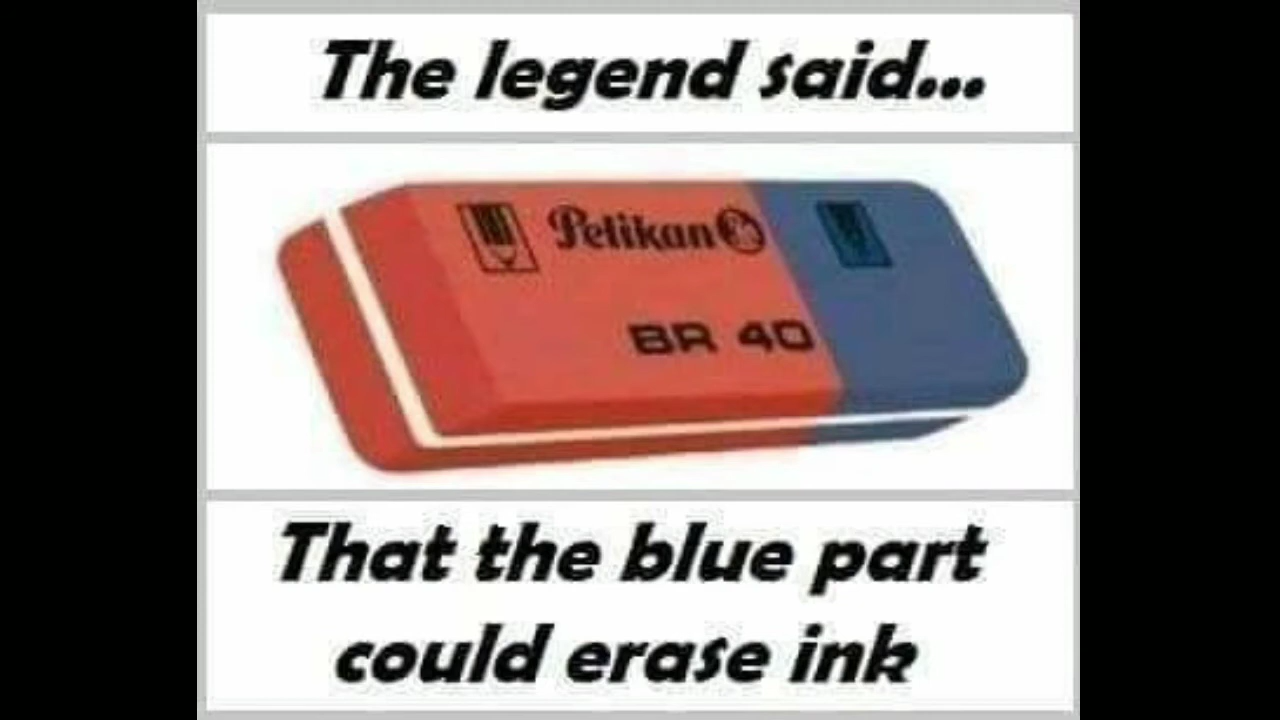 The legend said...
Pelikan
BR 40
That the blue part
could erase ink